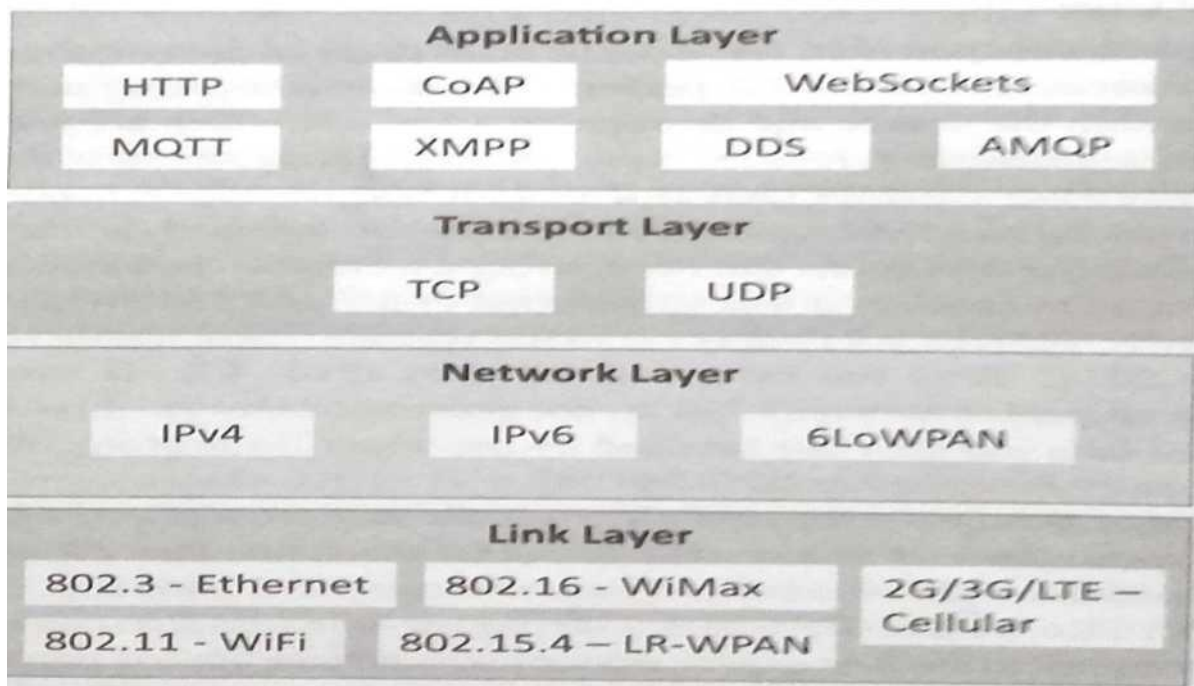 Application Layer
HTTP CoAP WebSockets
MQTT XMPP DDS AMQP
Transport Layer
TCP UDP
Network Layer
IPv4 IPv6 6LoWPAN
Link Layer
802.3 - Ethernet 802.16 - WiMax 2G/3G/LTE –
Cellular
802.11 - WiFi 802.15.4 – LR-WPAN